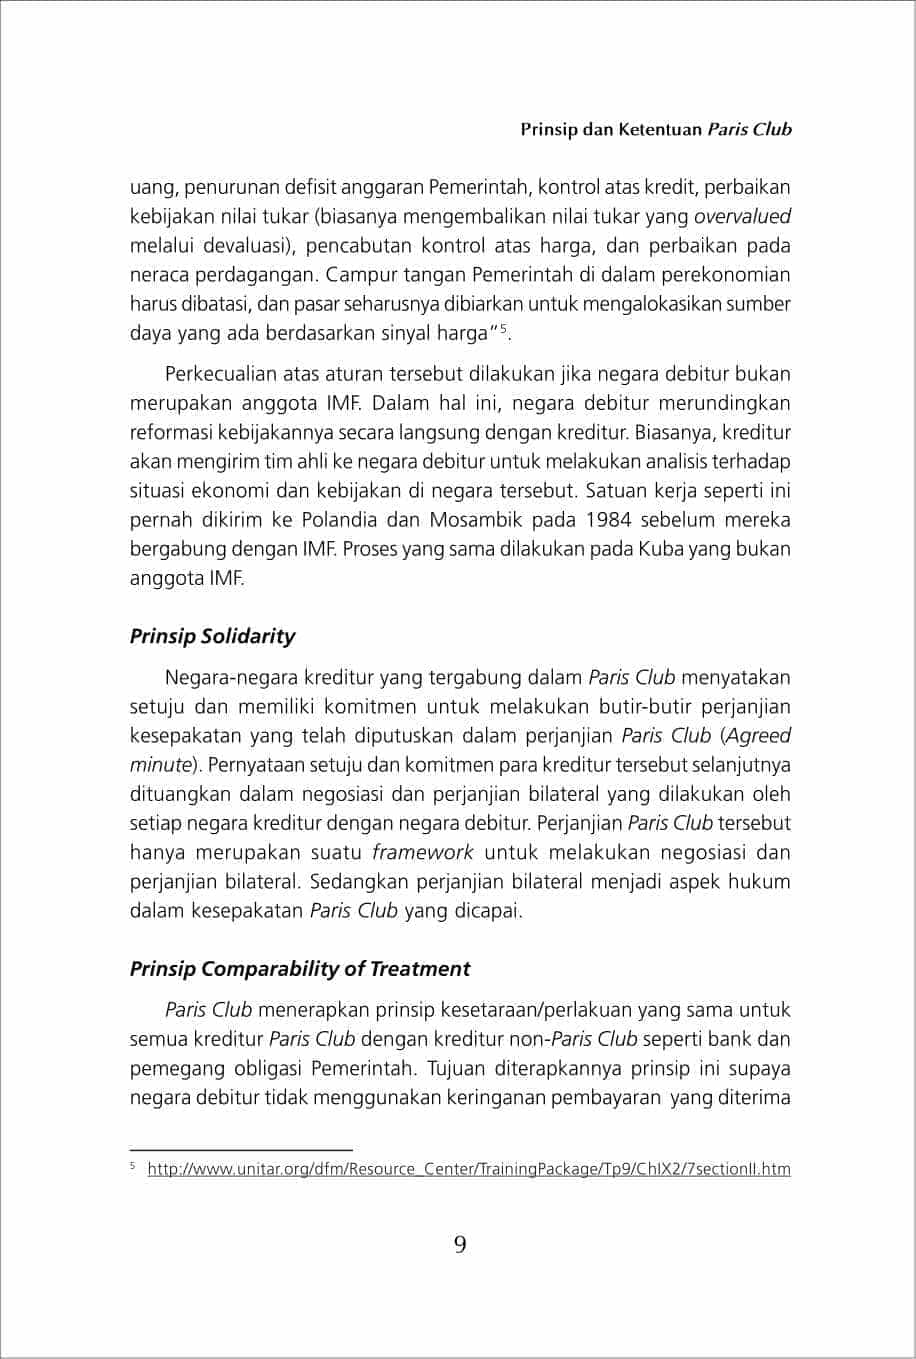 Prinsip dan Ketentuan Paris Club
uang, penurunan defisit anggaran Pemerintah, kontrol atas kredit, perbaikan
kebijakan nilai tukar (biasanya mengembalikan nilai tukar yang overvalued
melalui devaluasi), pencabutan kontrol atas harga, dan perbaikan pada
neraca perdagangan. Campur tangan Pemerintah di dalam perekonomian
harus dibatasi, dan pasar seharusnya dibiarkan untuk mengalokasikan sumber
daya yang ada berdasarkan sinyal harga”5.
Perkecualian atas aturan tersebut dilakukan jika negara debitur bukan
merupakan anggota IMF. Dalam hal ini, negara debitur merundingkan
reformasi kebijakannya secara langsung dengan kreditur. Biasanya, kreditur
akan mengirim tim ahli ke negara debitur untuk melakukan analisis terhadap
situasi ekonomi dan kebijakan di negara tersebut. Satuan kerja seperti ini
pernah dikirim ke Polandia dan Mosambik pada 1984 sebelum mereka
bergabung dengan IMF. Proses yang sama dilakukan pada Kuba yang bukan
anggota IMF.
Prinsip Solidarity
Negara-negara kreditur yang tergabung dalam Paris Club menyatakan
setuju dan memiliki komitmen untuk melakukan butir-butir perjanjian
kesepakatan yang telah diputuskan dalam perjanjian Paris Club (Agreed
minute). Pernyataan setuju dan komitmen para kreditur tersebut selanjutnya
dituangkan dalam negosiasi dan perjanjian bilateral yang dilakukan oleh
setiap negara kreditur dengan negara debitur. Perjanjian Paris Club tersebut
hanya merupakan suatu framework untuk melakukan negosiasi dan
perjanjian bilateral. Sedangkan perjanjian bilateral menjadi aspek hukum
dalam kesepakatan Paris Club yang dicapai.
Prinsip Comparability of Treatment
Paris Club menerapkan prinsip kesetaraan/perlakuan yang sama untuk
semua kreditur Paris Club dengan kreditur non-Paris Club seperti bank dan
pemegang obligasi Pemerintah. Tujuan diterapkannya prinsip ini supaya
negara debitur tidak menggunakan keringanan pembayaran yang diterima
5 http://www.unitar.org/dfm/Resource_Center/TrainingPackage/Tp9/ChIX2/7sectionII.htm
9